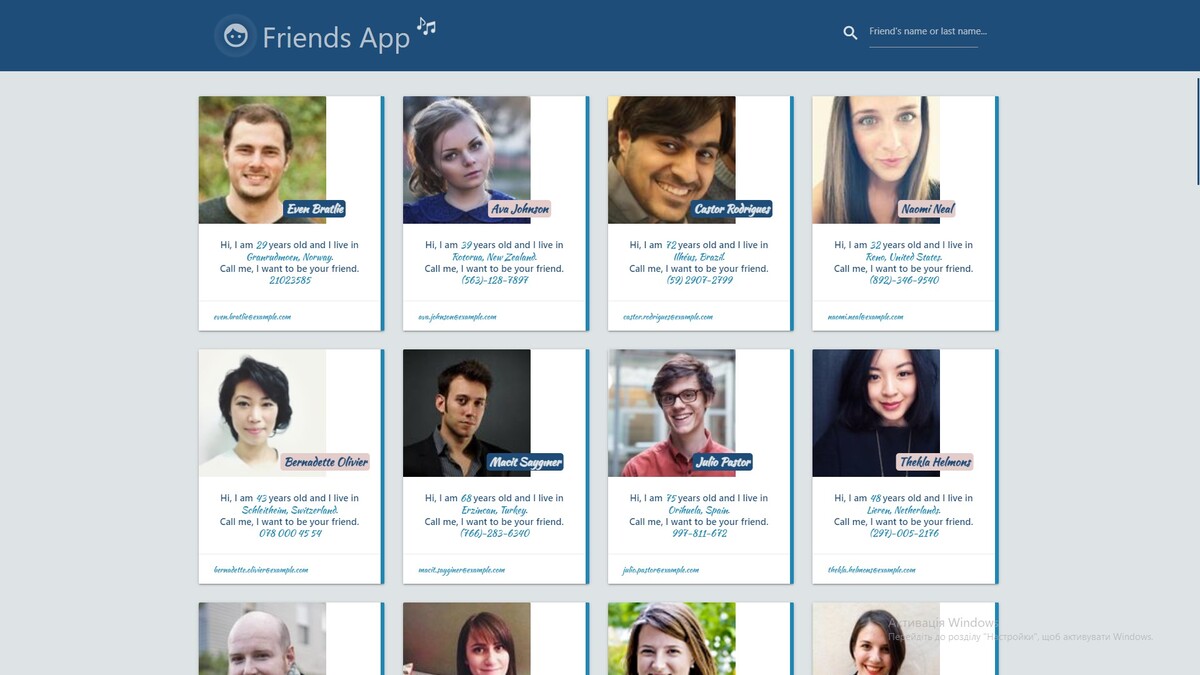 Friends App
Friend's name or last name...
Even Bratlie
Hi, I am 29 years old and I live in
Granrudmoen, Norway.
Call me, I want to be your friend.
21023585
even.bratlie@example.com
Ava Johnson
Hi, I am 39 years old and I live in
Rotorua, New Zealand.
Call me, I want to be your friend.
(563)-128-7897
ava.johnson@example.com
Castor Rodrigues
Hi, I am 72 years old and I live in
Ilhéus, Brazil.
Call me, I want to be your friend.
(59) 2907-2799
castor.rodrigues@example.com
Naomi Neal
Hi, I am 32 years old and I live in
Reno, United States.
Call me, I want to be your friend.
(892)-346-9540
naomi.neal@example.com
Bernadette Olivier
Hi, I am 43 years old and I live in
Schleitheim, Switzerland.
Call me, I want to be your friend.
078 000 45 54
bernadette.olivier@example.com
Macit Sayginer
Hi, I am 68 years old and I live in
Erzincan, Turkey.
Call me, I want to be your friend.
(766)-283-6340
macit.sayginer@example.com
Julio Pastor
Hi, I am 75 years old and I live in
Orihuela, Spain.
Call me, I want to be your friend.
997-811-672
julio.pastor@example.com
Thekla Helmons
Hi, I am 48 years old and I live in
Lieren, Netherlands.
Call me, I want to be your friend.
(297)-005-2176
thekla.helmons@example.com
Активація Windows
Перейдіть до розділу "Настройки", щоб активувати Windows.